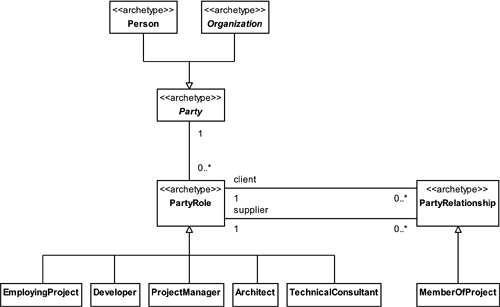 <<archetype>>
Person
<<archetype>>
Organization
<<archetype>>
Party
1
0..*
<<archetype>>
PartyRole
client
1
0..*
supplier
1
0..*
<<archetype>>
PartyRelationship
EmployingProject
Developer
ProjectManager
Architect
TechnicalConsultant
MemberOfProject